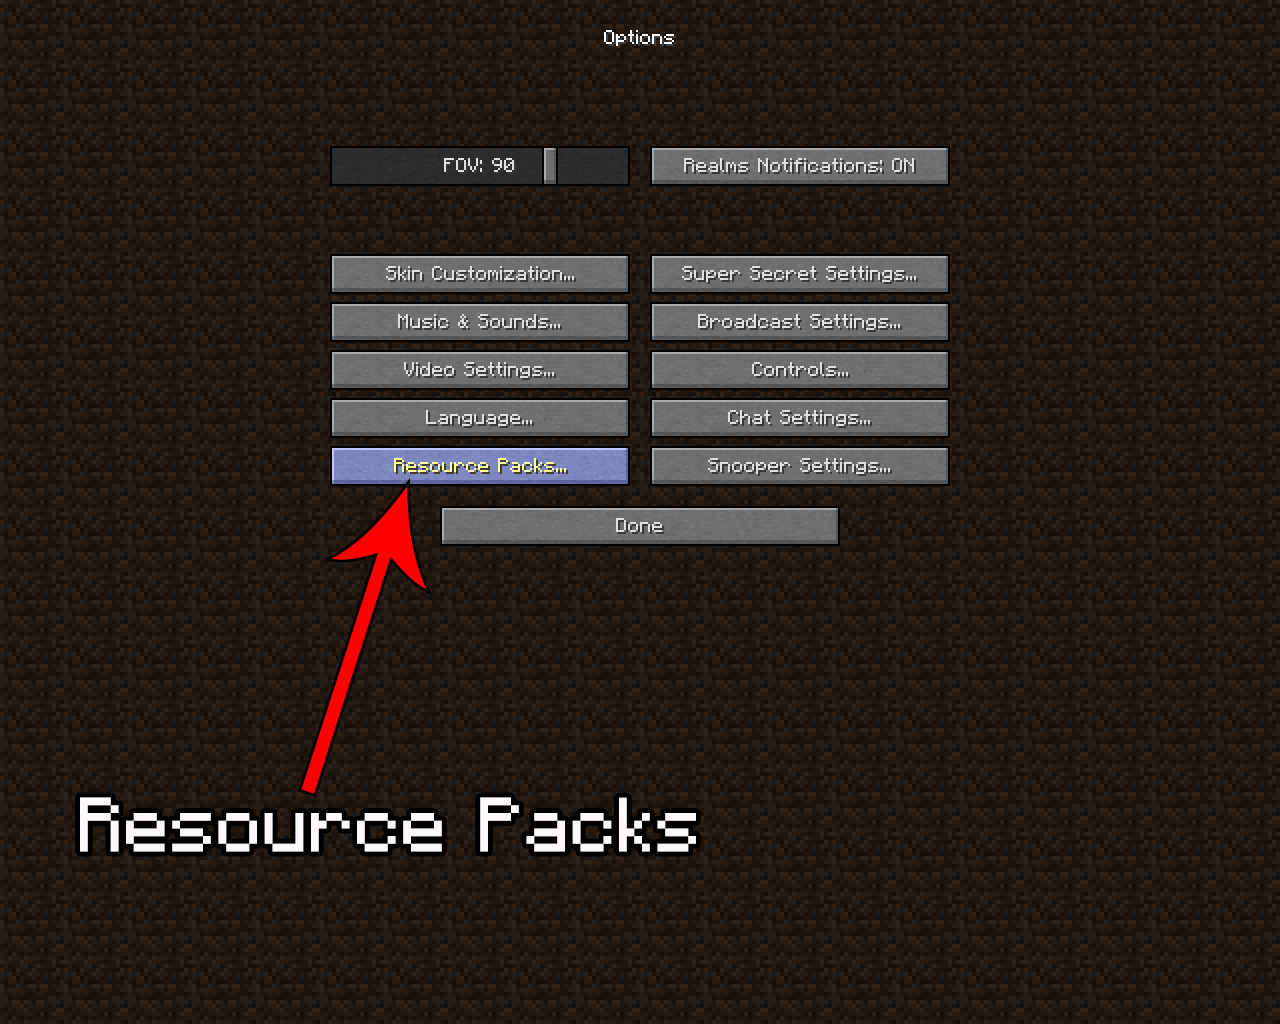 Options
FOV: 90
Realms Notifications: ON
Skin Customization...
Super Secret Settings...
Music & Sounds...
Broadcast Settings...
Video Settings...
Controls...
Language...
Chat Settings...
Resource Packs...
Snooper Settings...
Done
Resource Packs